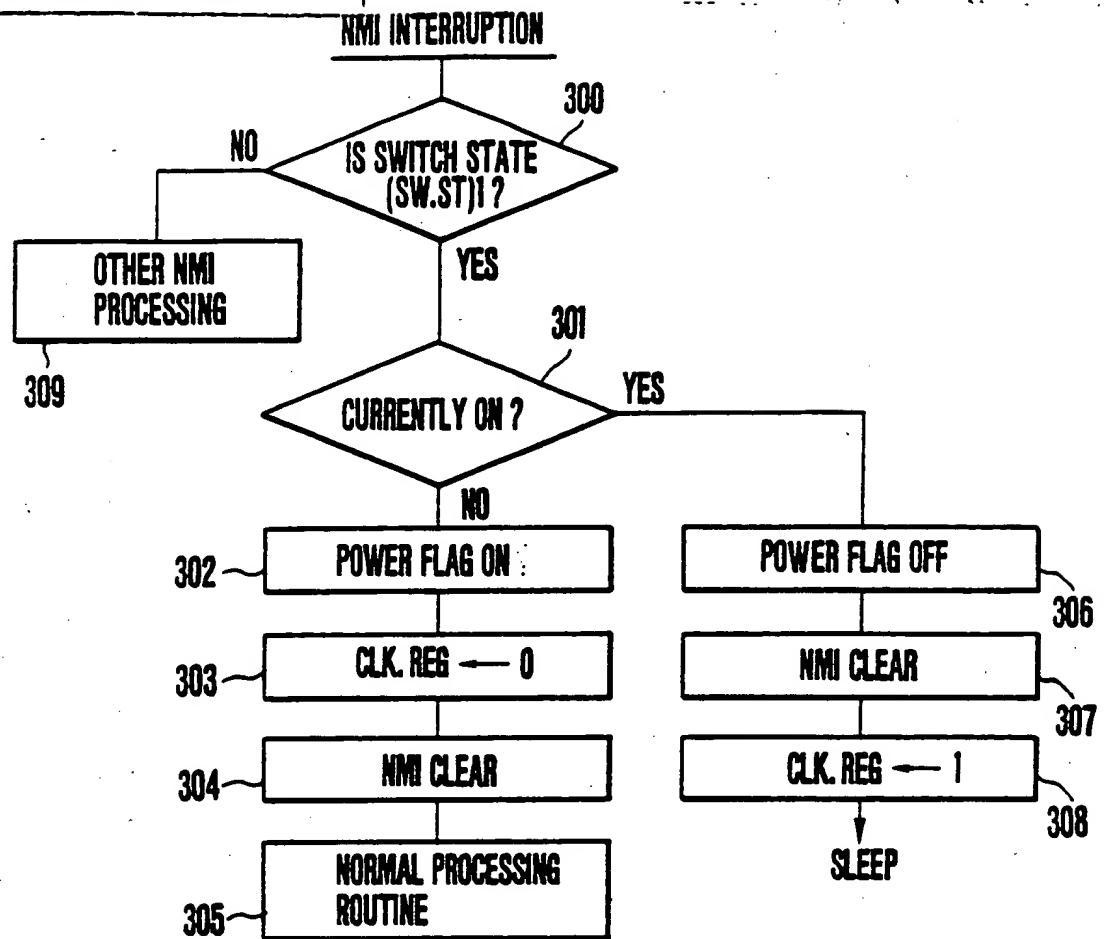 NMI INTERRUPTION
300
NO
IS SWITCH STATE
(SW.ST)1?
YES
OTHER NMI
PROCESSING
309
301
CURRENTLY ON ?
YES
NO
302
POWER FLAG ON
POWER FLAG OFF
306
303
CLK. REG ← 0
NMI CLEAR
307
304
NMI CLEAR
CLK. REG ← 1
308
SLEEP
305
NORMAL PROCESSING
ROUTINE